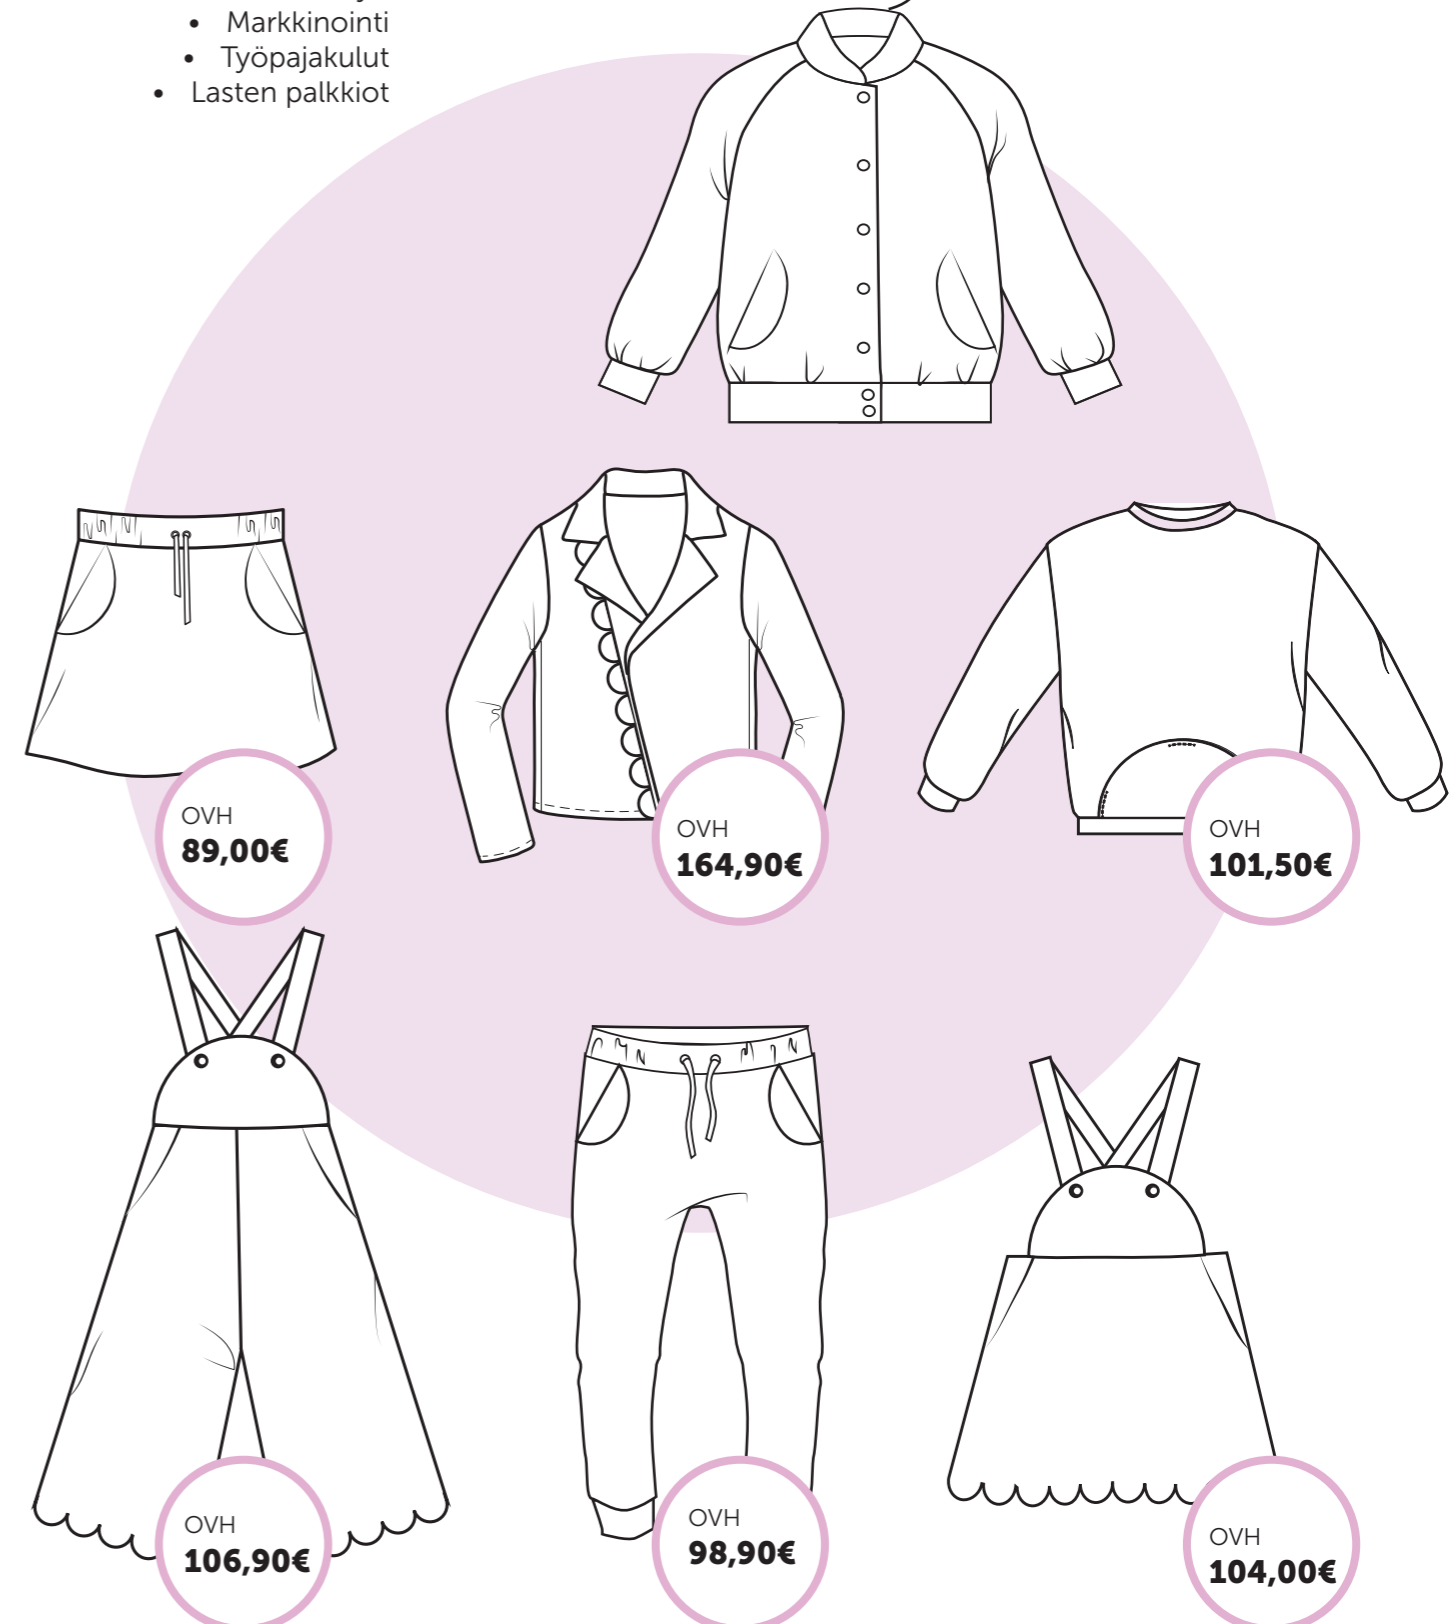 • Markkinointi
• Työpajakulut
• Lasten palkkiot
OVH
89,00€
OVH
164,90€
OVH
101,50€
OVH
106,90€
OVH
98,90€
OVH
104,00€